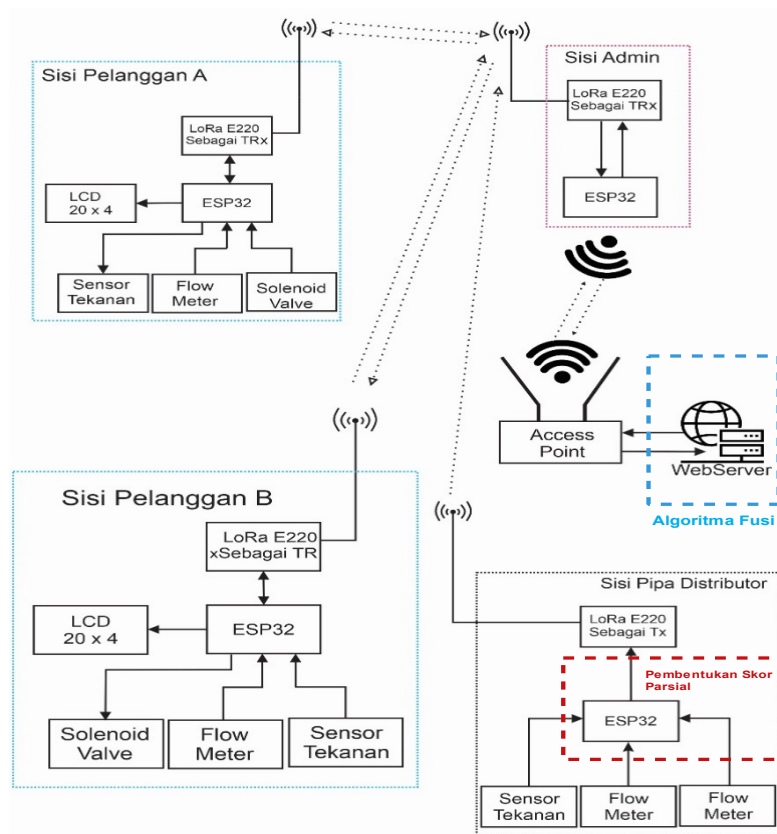 Sisi Pelanggan A
LoRa E220
Sebagai TRx
LCD
20 x 4
ESP32
Sensor
Tekanan
Flow
Meter
Solenoid
Valve
Sisi Admin
LoRa E220
Sebagai TRx
ESP32
Access
Point
WebServer
Algoritma Fusi
Sisi Pelanggan B
LoRa E220
xSebagai TR
LCD
20 x 4
ESP32
Solenoid
Valve
Flow
Meter
Sensor
Tekanan
Sisi Pipa Distributor
LoRa E220
Sebagai Tx
Pembentukan Skor
Parsial
ESP32
Sensor
Tekanan
Flow
Meter
Flow
Meter